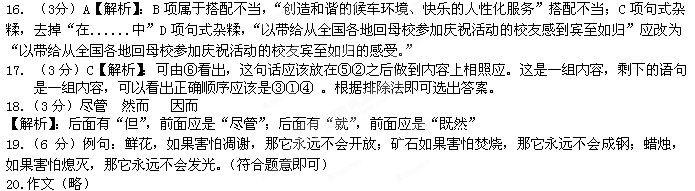 16. （3分）A【解析】：B项属于搭配不当，“创造和谐的候车环境、快乐的人性化服务”搭配不当；C项句式杂
糅，去掉“在......中”D项句式杂糅，“以带给从全国各地回母校参加庆祝活动的校友感到宾至如归”应改为
“以带给从全国各地回母校参加庆祝活动的校友宾至如归的感受。”
17. （3分）C【解析】：可由⑥看出，这句话应该放在⑤②之后做到内容上相照应。这是一组内容，剩下的语句
是一组内容，可以看出正确顺序应该是③①④ 。根据排除法即可选出答案。
18.（3分）尽管 然而 因而
【解析】：后面有“但”，前面应是“尽管”；后面有“就”，前面应是“既然”
19.（6 分）例句：鲜花，如果害怕凋谢，那它永远不会开放；矿石如果害怕焚烧，那它永远不会成钢；蜡烛，
如果害怕熄灭，那它永远不会发光。（符合题意即可）
20.作文（略）